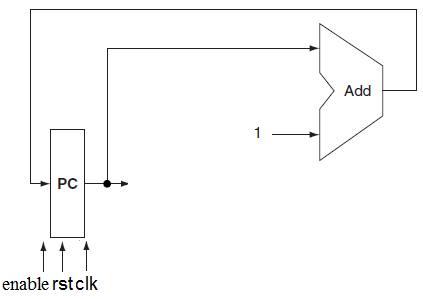 Add
1
PC
enable rst clk